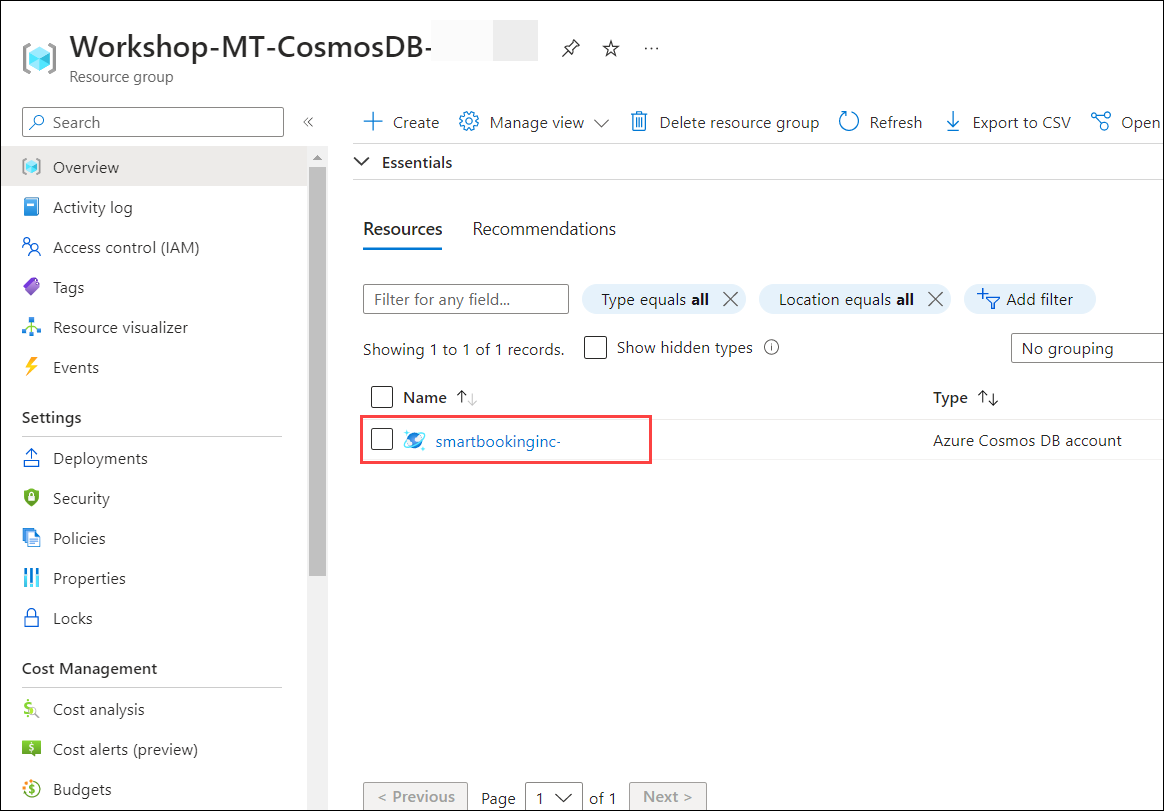 Workshop-MT-CosmosDB-
Resource group
Search
«
Create
Manage view
Delete resource group
Refresh
Export to CSV
Open
Overview
Activity log
Access control (IAM)
Tags
Resource visualizer
Events
Settings
Deployments
Security
Policies
Properties
Locks
Cost Management
Cost analysis
Cost alerts (preview)
Budgets
Essentials
Resources
Recommendations
Filter for any field...
Type equals all
Location equals all
Add filter
Showing 1 to 1 of 1 records.
Show hidden types
No grouping
Name
Type
smartbookinginc-
Azure Cosmos DB account
< Previous
Page
1
of 1
Next >